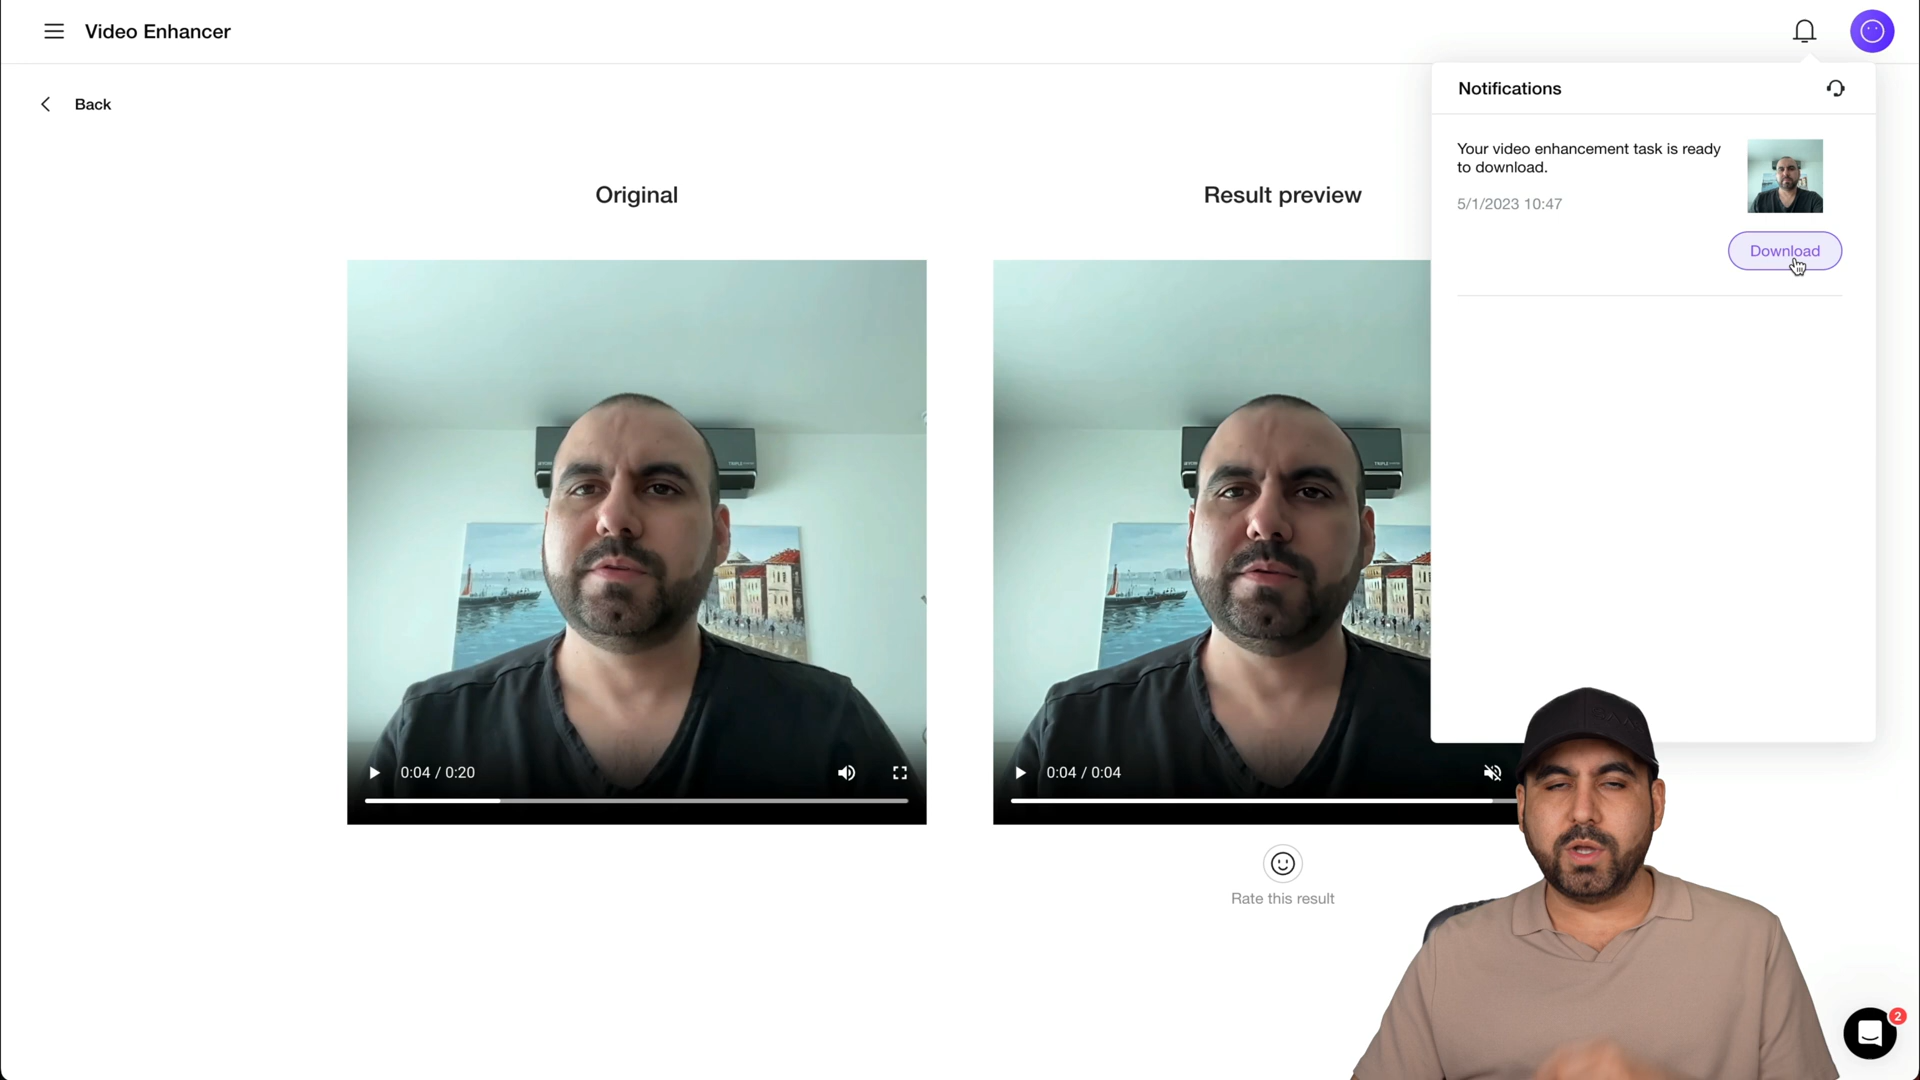 Video Enhancer
Back
Notifications
Your video enhancement task is ready
to download.
5/1/2023 10:47
Download
Original
Result preview
0:04 / 0:20
0:04 / 0:04
Rate this result
2